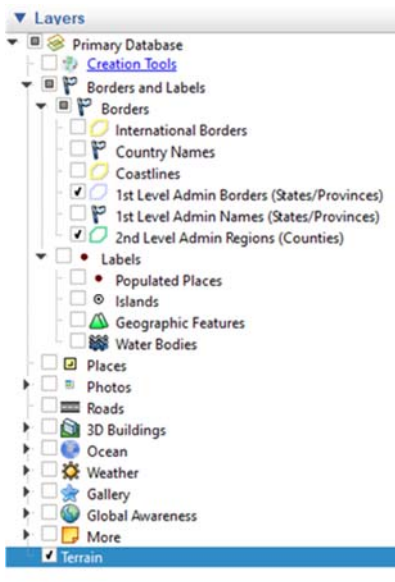 Layers
Primary Database
Creation Tools
Borders and Labels
Borders
International Borders
Country Names
Coastlines
1st Level Admin Borders (States/Provinces)
1st Level Admin Names (States/Provinces)
2nd Level Admin Regions (Counties)
Labels
Populated Places
Islands
Geographic Features
Water Bodies
Places
Photos
Roads
3D Buildings
Ocean
Weather
Gallery
Global Awareness
More
Terrain